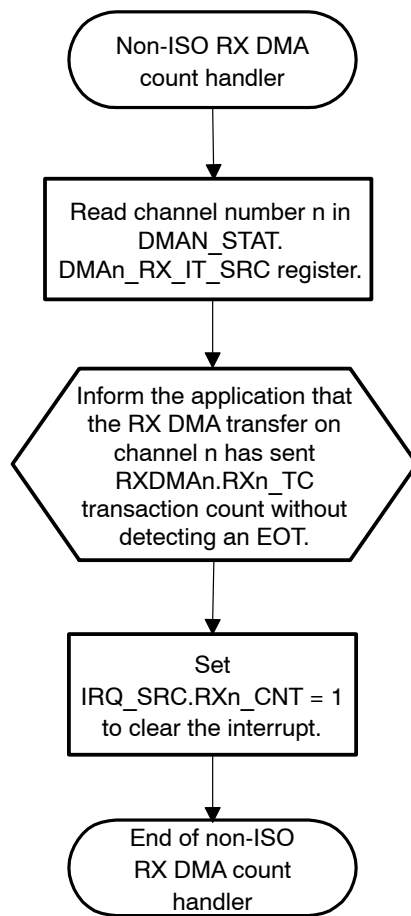 Non-ISO RX DMA
count handler
Read channel number n in
DMAN_STAT.
DMAn_RX_IT_SRC register.
Inform the application that
the RX DMA transfer on
channel n has sent
RXDMAn.RXn_TC
transaction count without
detecting an EOT.
Set
IRQ_SRC.RXn_CNT = 1
to clear the interrupt.
End of non-ISO
RX DMA count
handler